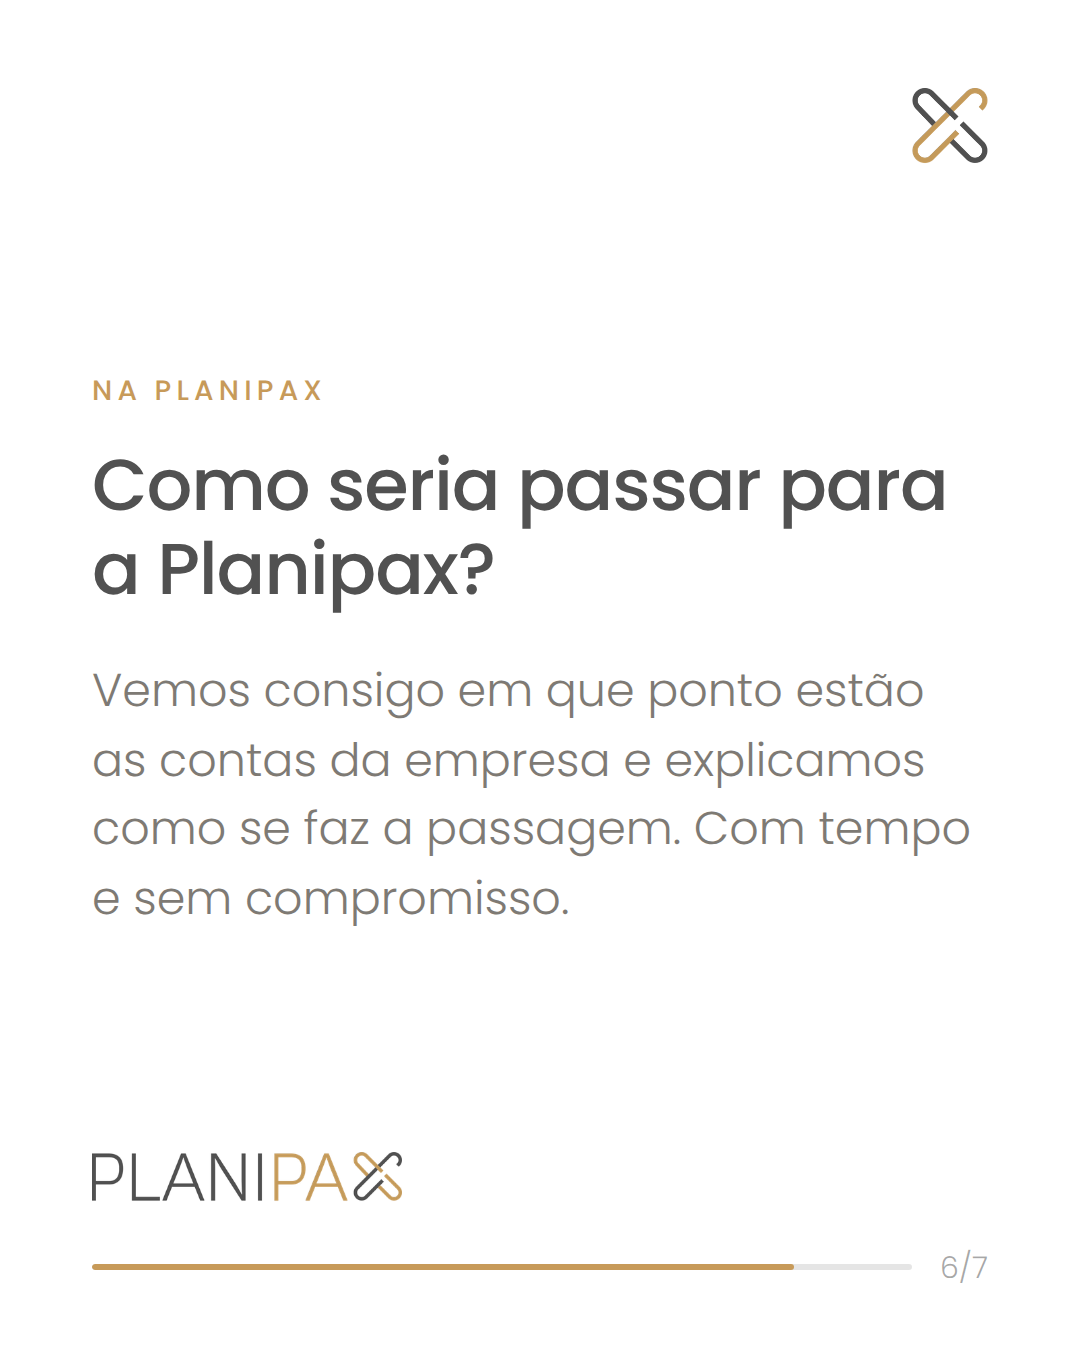 NA PLANIPAX
Como seria passar para
a Planipax?
Vemos consigo em que ponto estão
as contas da empresa e explicamos
como se faz a passagem. Com tempo
e sem compromisso.
PLANIPAX
6/7